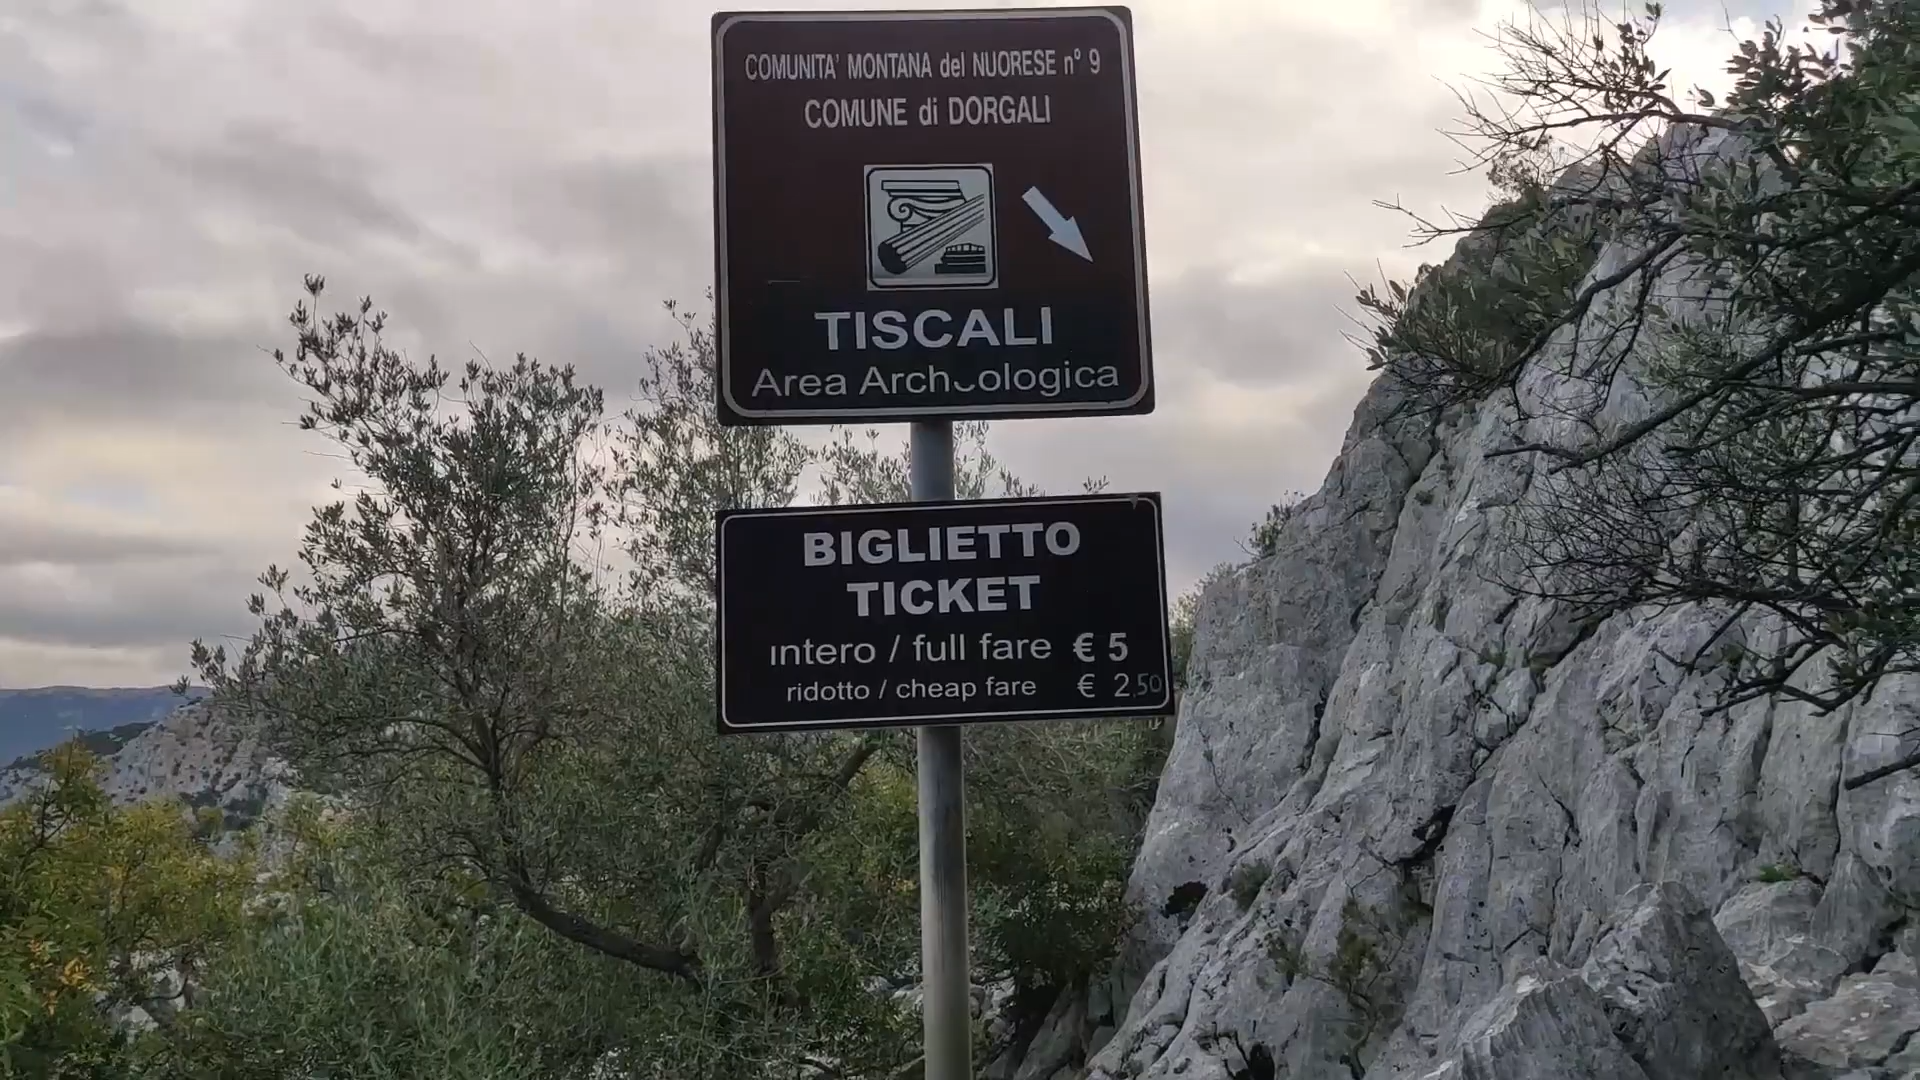 COMUNITA' MONTANA del NUORESE n° 9
COMUNE di DORGALI
TISCALI
Area Archeologica
BIGLIETTO
TICKET
intero / full fare € 5
ridotto / cheap fare € 2,50